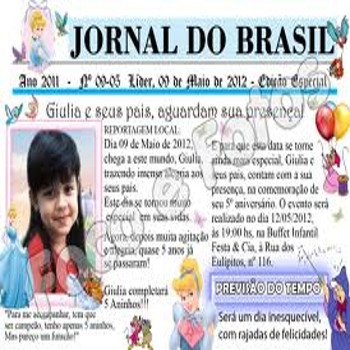 JORNAL DO BRASIL
Ano 2011 - Nº 09-05 Líder, 09 de Maio de 2012 - Edição Especial
Giulia e seus pais, aguardam sua presença!
REPORTAGEM LOCAL:
Dia 09 de Maio de 2012,
chega a este mundo, Giulia,
trazendo imensa alegria aos
seus pais.
Este dia se tornou muito
especial em suas vidas.
Agora, depois muita agitação
e alegria, quase 5 anos já
se passaram!
Giulia completará
5 Aninhos!!!
E para que esta data se torne
ainda mais especial, Giulia e
seus pais, contam com a sua
presença, na comemoração de
seu 5º aniversário. O evento será
realizado no dia 12/05/2012,
às 19:00 hs, na Buffet Infantil
Festa & Cia, à Rua dos
Eulípitos, nº 116.
"Para me acompanhar, tem que
ser campeão, tenho apenas 5 aninhos,
Mas pareço um furacão!"
PREVISÃO DO TEMPO
Será um dia inesquecível,
com rajadas de felicidades!